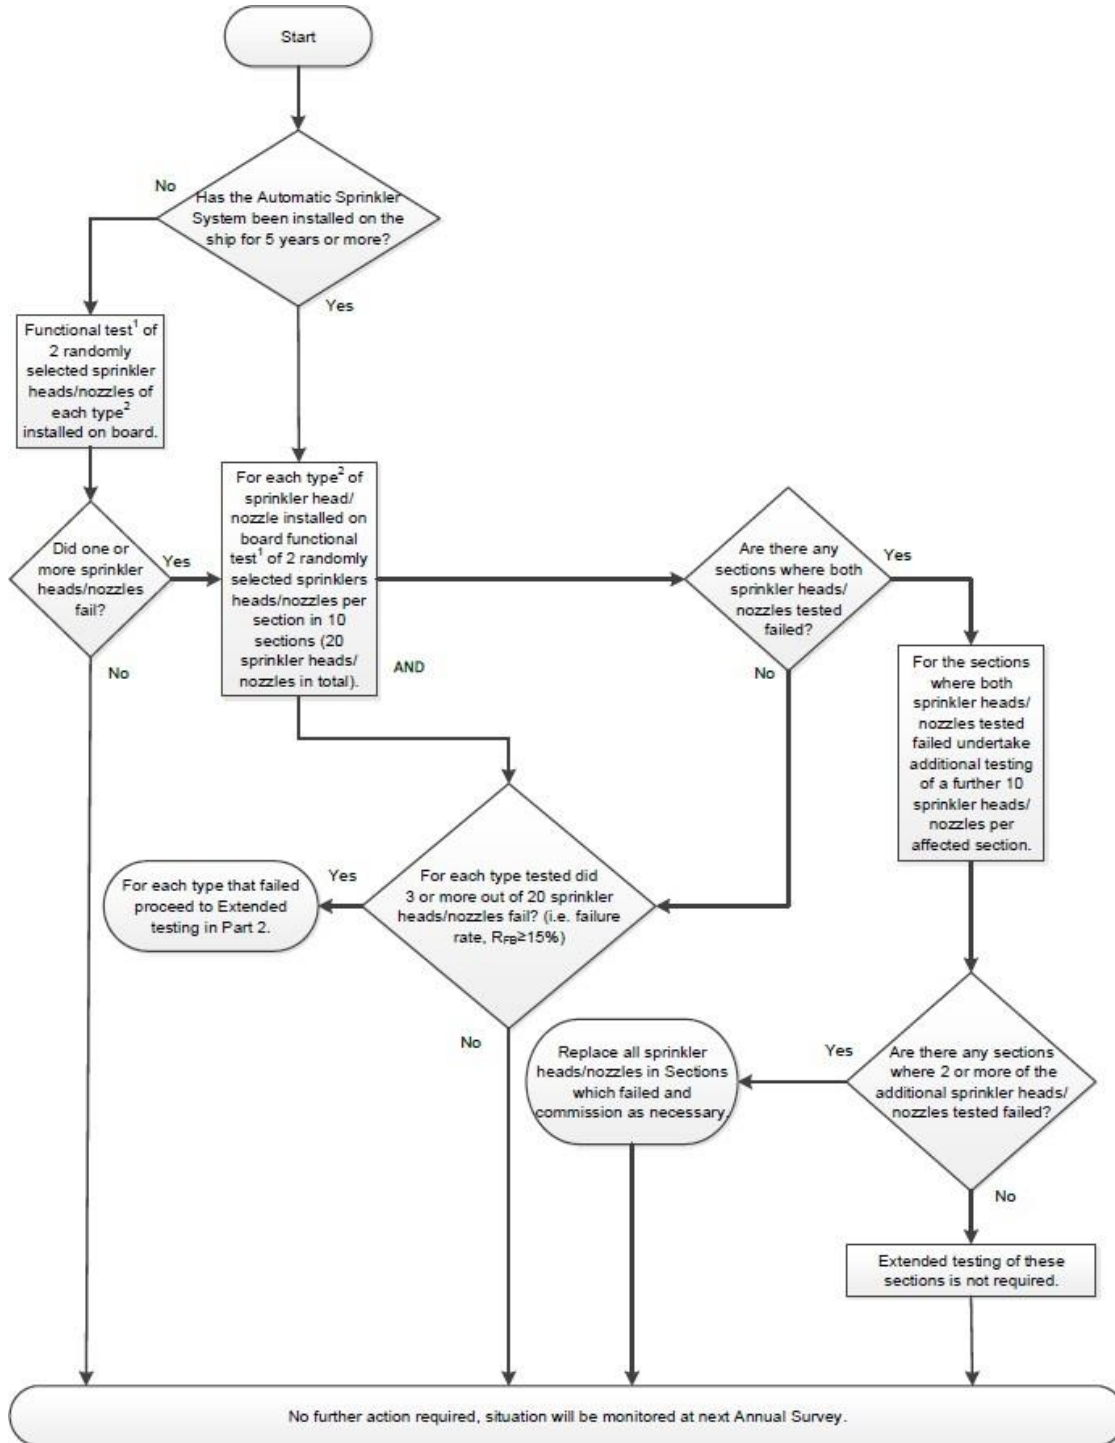 Start
No
Has the Automatic Sprinkler
System been installed on the
ship for 5 years or more?
Yes
Functional test¹ of
2 randomly
selected sprinkler
heads/nozzles of
each type²
installed on board.
Did one or
more sprinkler
heads/nozzles
fail?
Yes
No
For each type² of
sprinkler head/
nozzle installed on
board functional
test¹ of 2 randomly
selected sprinklers
heads/nozzles per
section in 10
sections (20
sprinkler heads/
nozzles in total).
AND
Are there any
sections where both
sprinkler heads/
nozzles tested
failed?
Yes
No
For the sections
where both
sprinkler heads/
nozzles tested
failed undertake
additional testing
of a further 10
sprinkler heads/
nozzles per
affected section.
For each type tested did
3 or more out of 20 sprinkler
heads/nozzles fail? (i.e. failure
rate, RFB≥15%)
Yes
For each type that failed
proceed to Extended
testing in Part 2.
No
Are there any sections
where 2 or more of the
additional sprinkler heads/
nozzles tested failed?
Yes
Replace all sprinkler
heads/nozzles in Sections
which failed and
commission as necessary.
No
Extended testing of these
sections is not required.
No further action required, situation will be monitored at next Annual Survey.